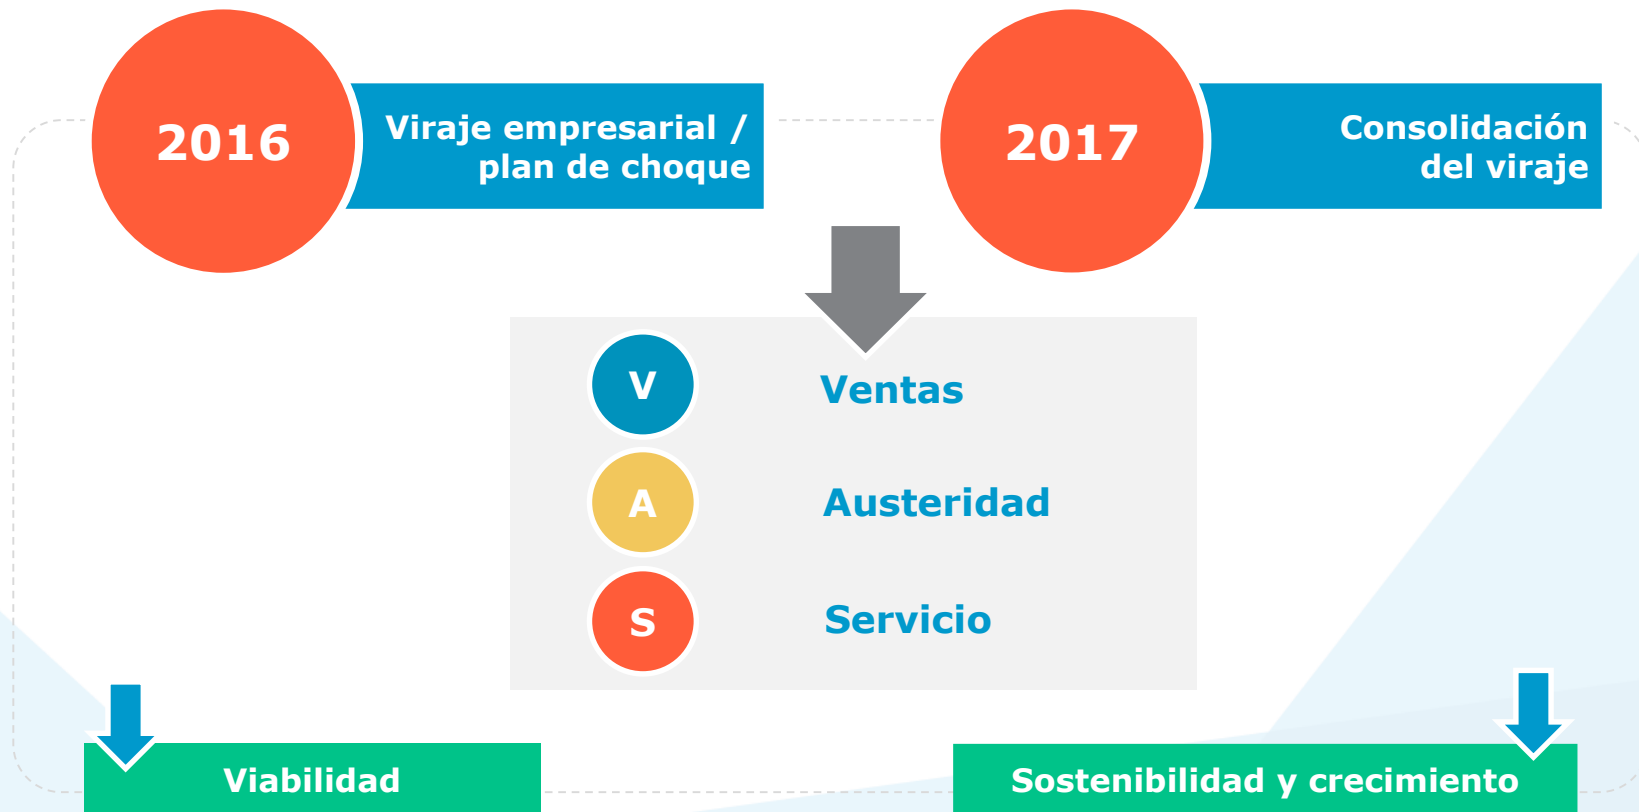 2016
Viraje empresarial /
plan de choque
2017
Consolidación
del viraje
V
Ventas
A
Austeridad
S
Servicio
Viabilidad
Sostenibilidad y crecimiento